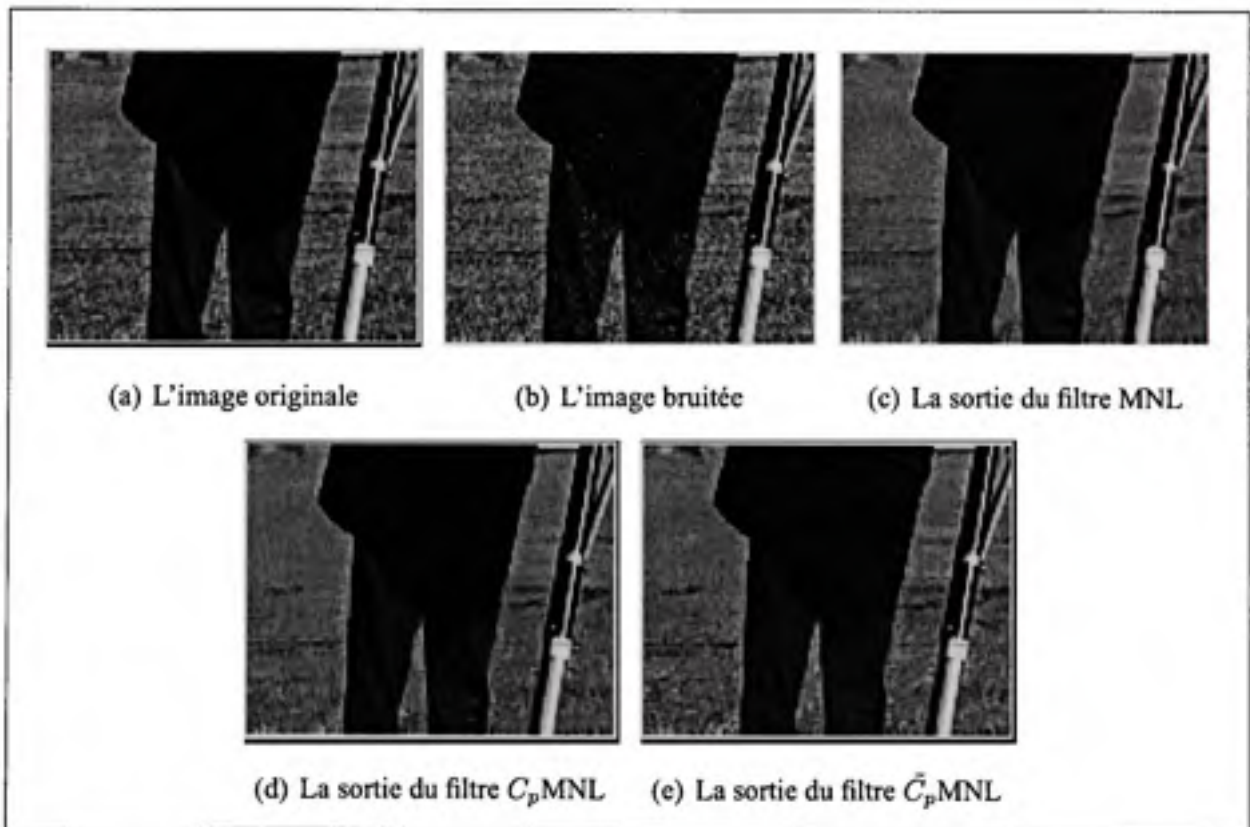 (a) L'image originale
(b) L'image bruitée
(c) La sortie du filtre MNL
(d) La sortie du filtre C_pMNL
(e) La sortie du filtre C̃_pMNL